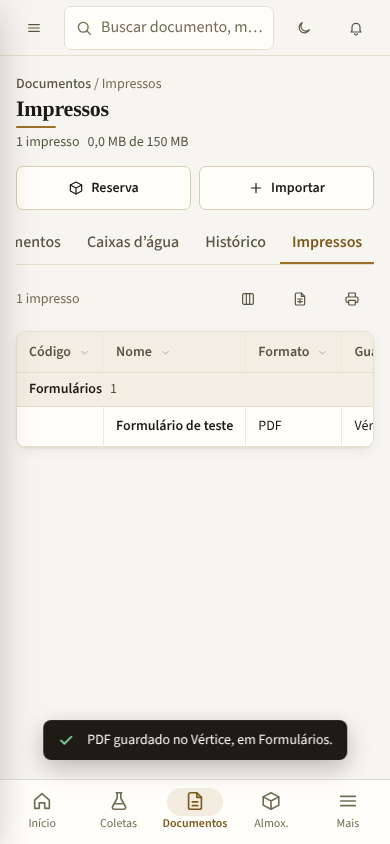 Buscar documento, m…
Documentos / Impressos
Impressos
1 impresso 0,0 MB de 150 MB
Reserva
Importar
mentos Caixas d'água Histórico Impressos
1 impresso
Código Nome Formato Gua
Formulários 1
Formulário de teste PDF Vér
PDF guardado no Vértice, em Formulários.
Início Coletas Documentos Almox. Mais